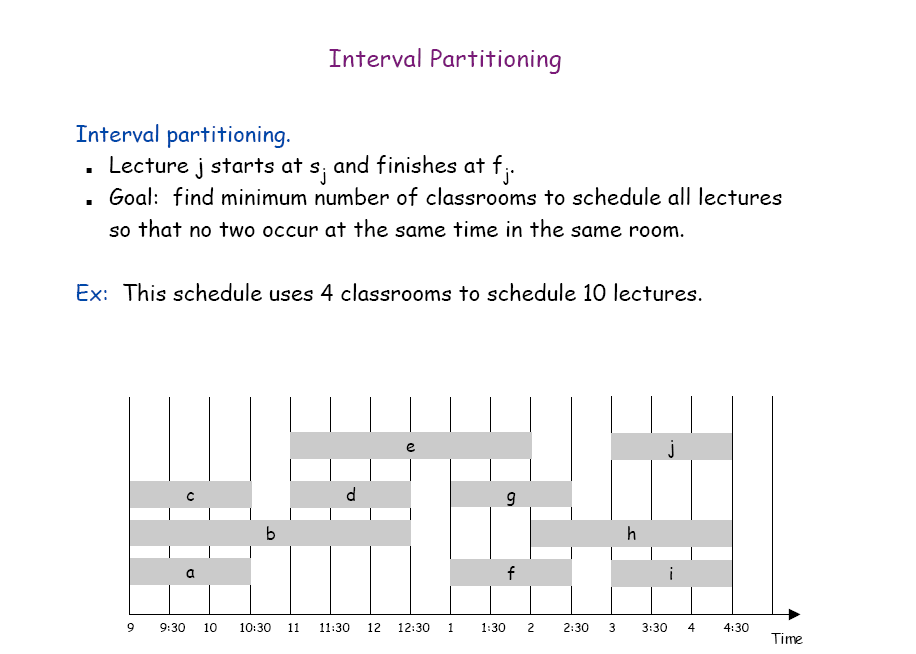 Interval Partitioning
Interval partitioning.
▪ Lecture j starts at sj and finishes at fj.
▪ Goal: find minimum number of classrooms to schedule all lectures
so that no two occur at the same time in the same room.
Ex: This schedule uses 4 classrooms to schedule 10 lectures.
e j
c d g
b h
a f i
9 9:30 10 10:30 11 11:30 12 12:30 1 1:30 2 2:30 3 3:30 4 4:30
Time